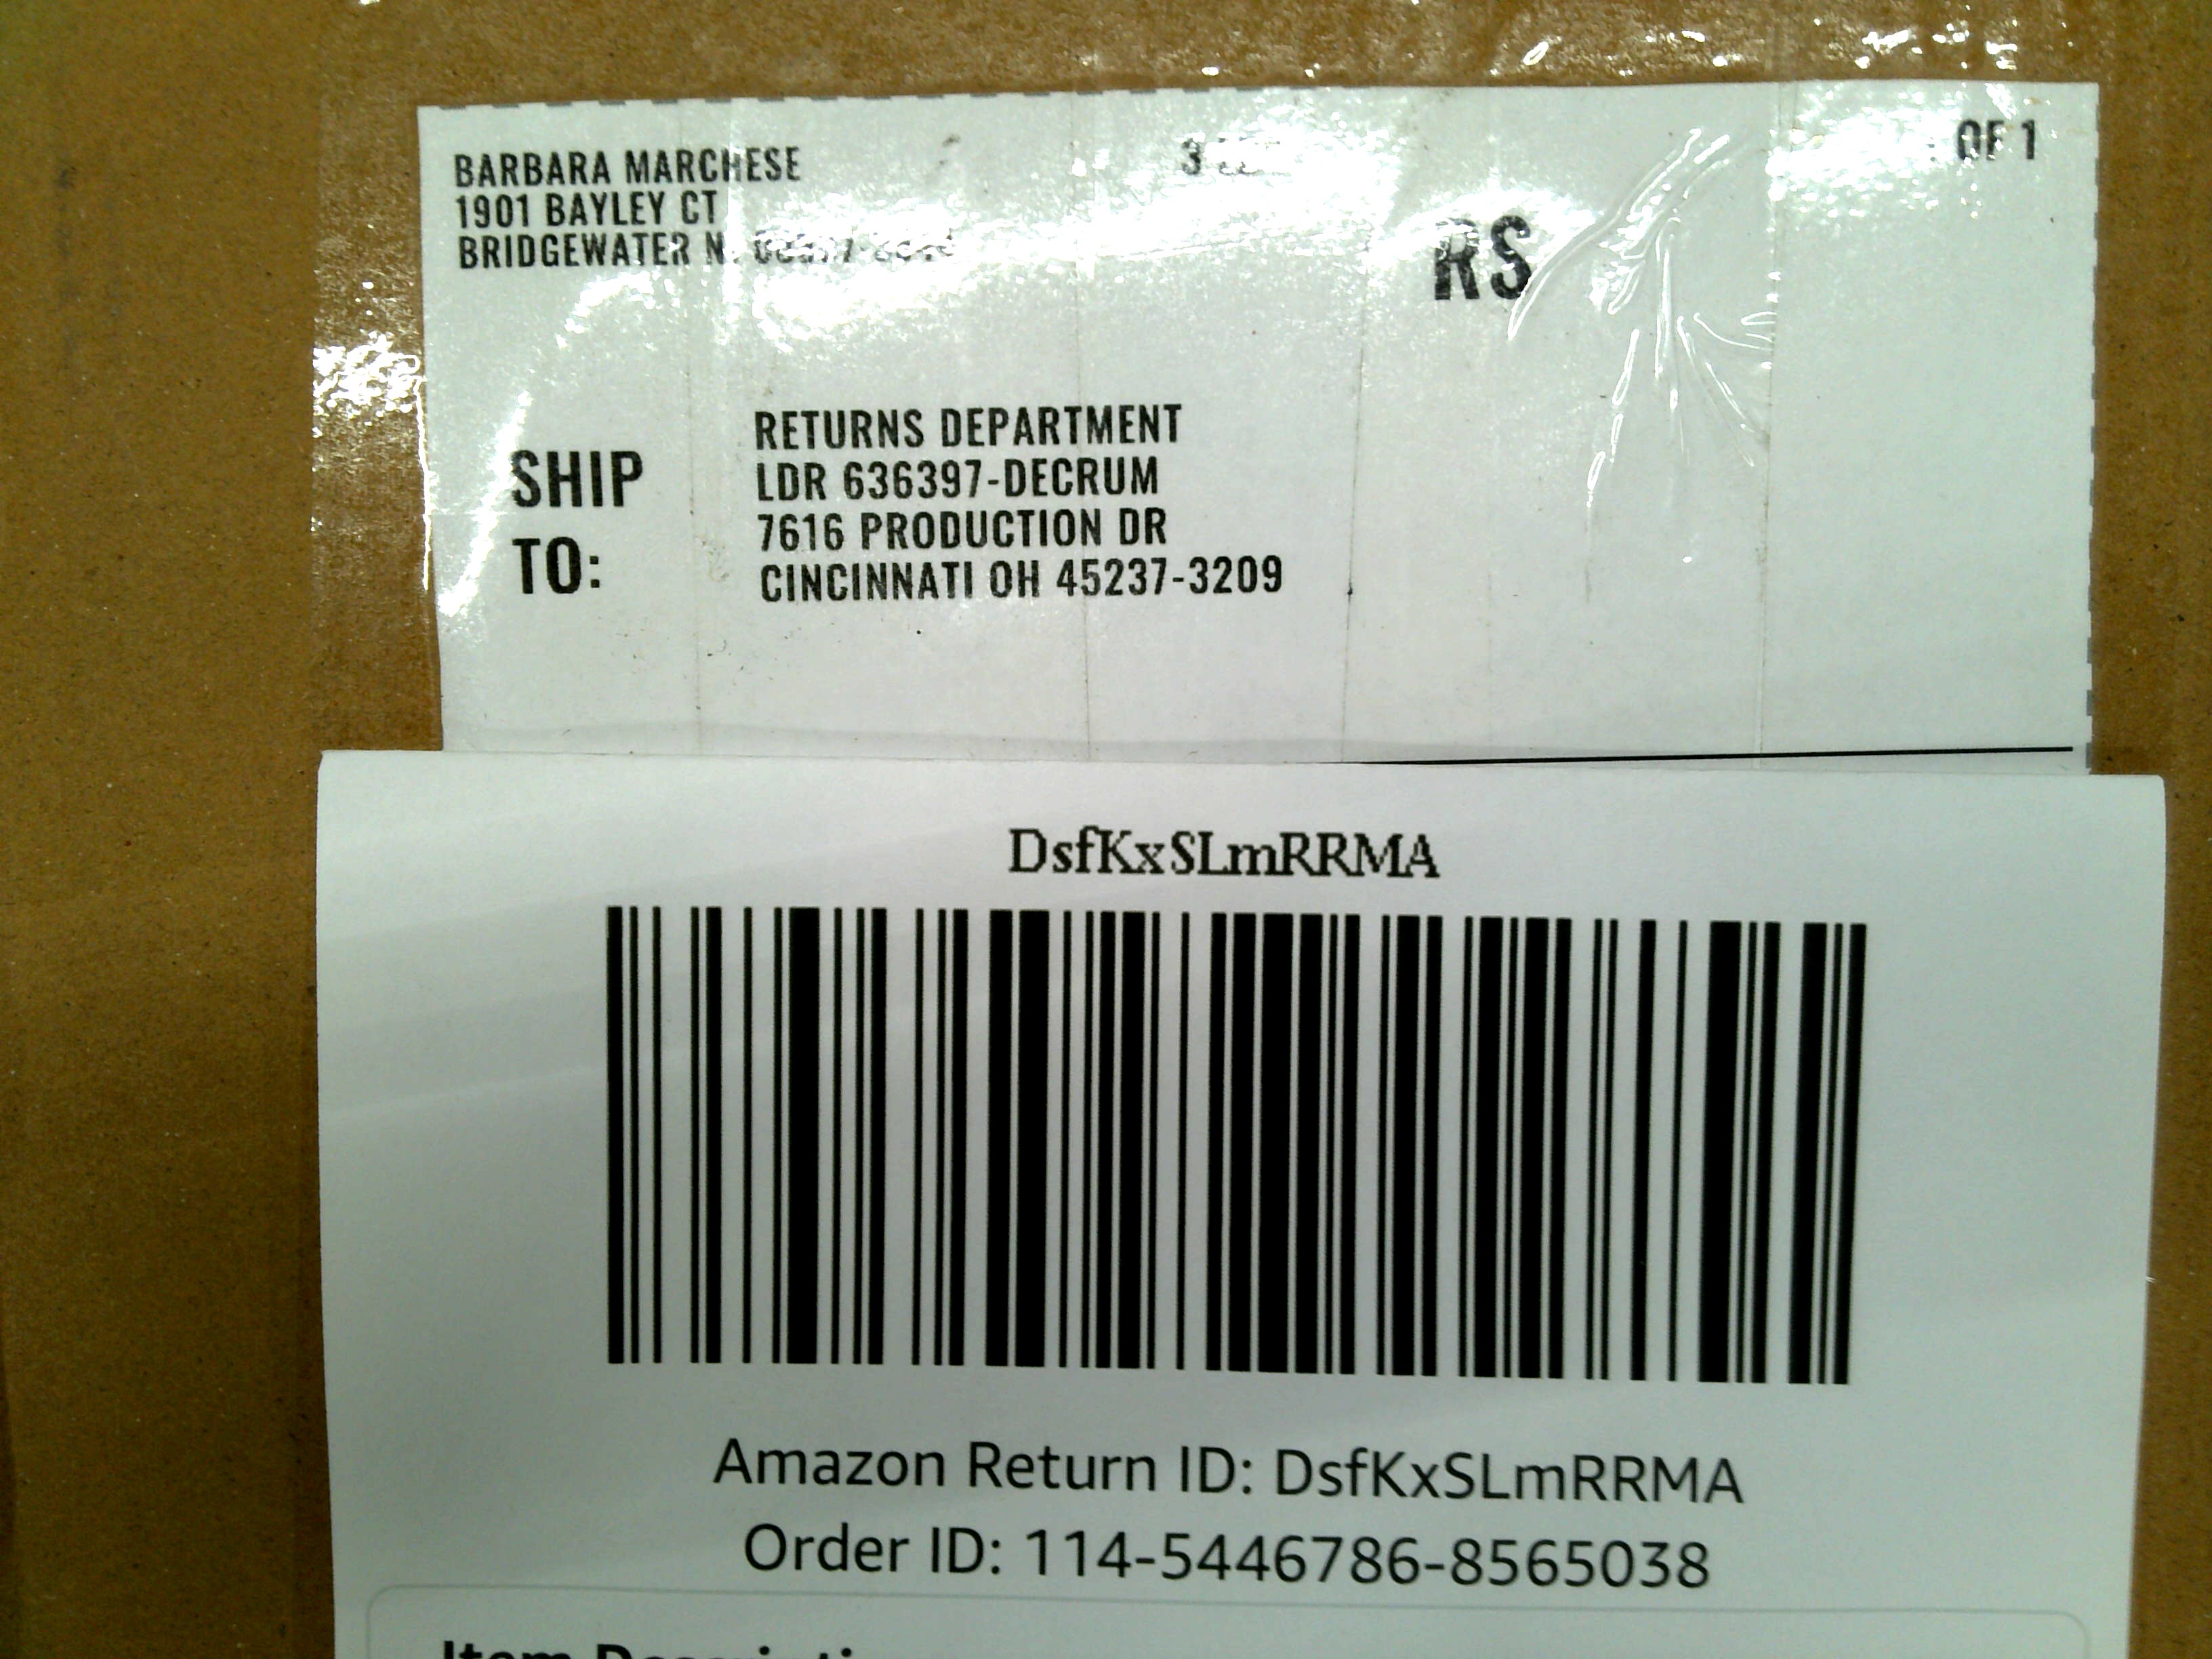 BARBARA MARCHESE
1901 BAYLEY CT
BRIDGEWATER
OF 1
RS
SHIP TO:
RETURNS DEPARTMENT
LDR 636397-DECRUM
7616 PRODUCTION DR
CINCINNATI OH 45237-3209
DsfKxSLmRRMA
Amazon Return ID: DsfKxSLmRRMA
Order ID: 114-5446786-8565038